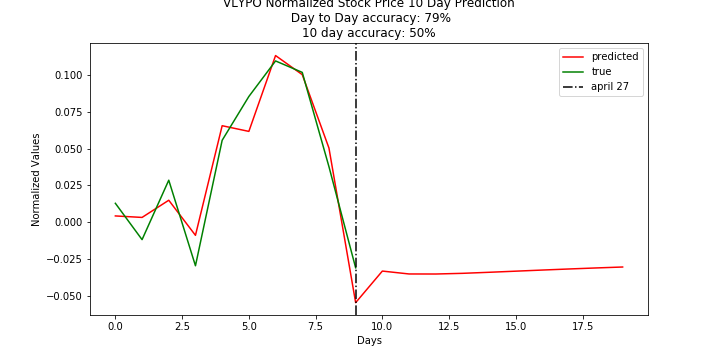 VLYPO Normalized Stock Price 10 Day Prediction
Day to Day accuracy: 79%
10 day accuracy: 50%
predicted
true
april 27
Normalized Values
0.100
0.075
0.050
0.025
0.000
−0.025
−0.050
0.0 2.5 5.0 7.5 10.0 12.5 15.0 17.5
Days